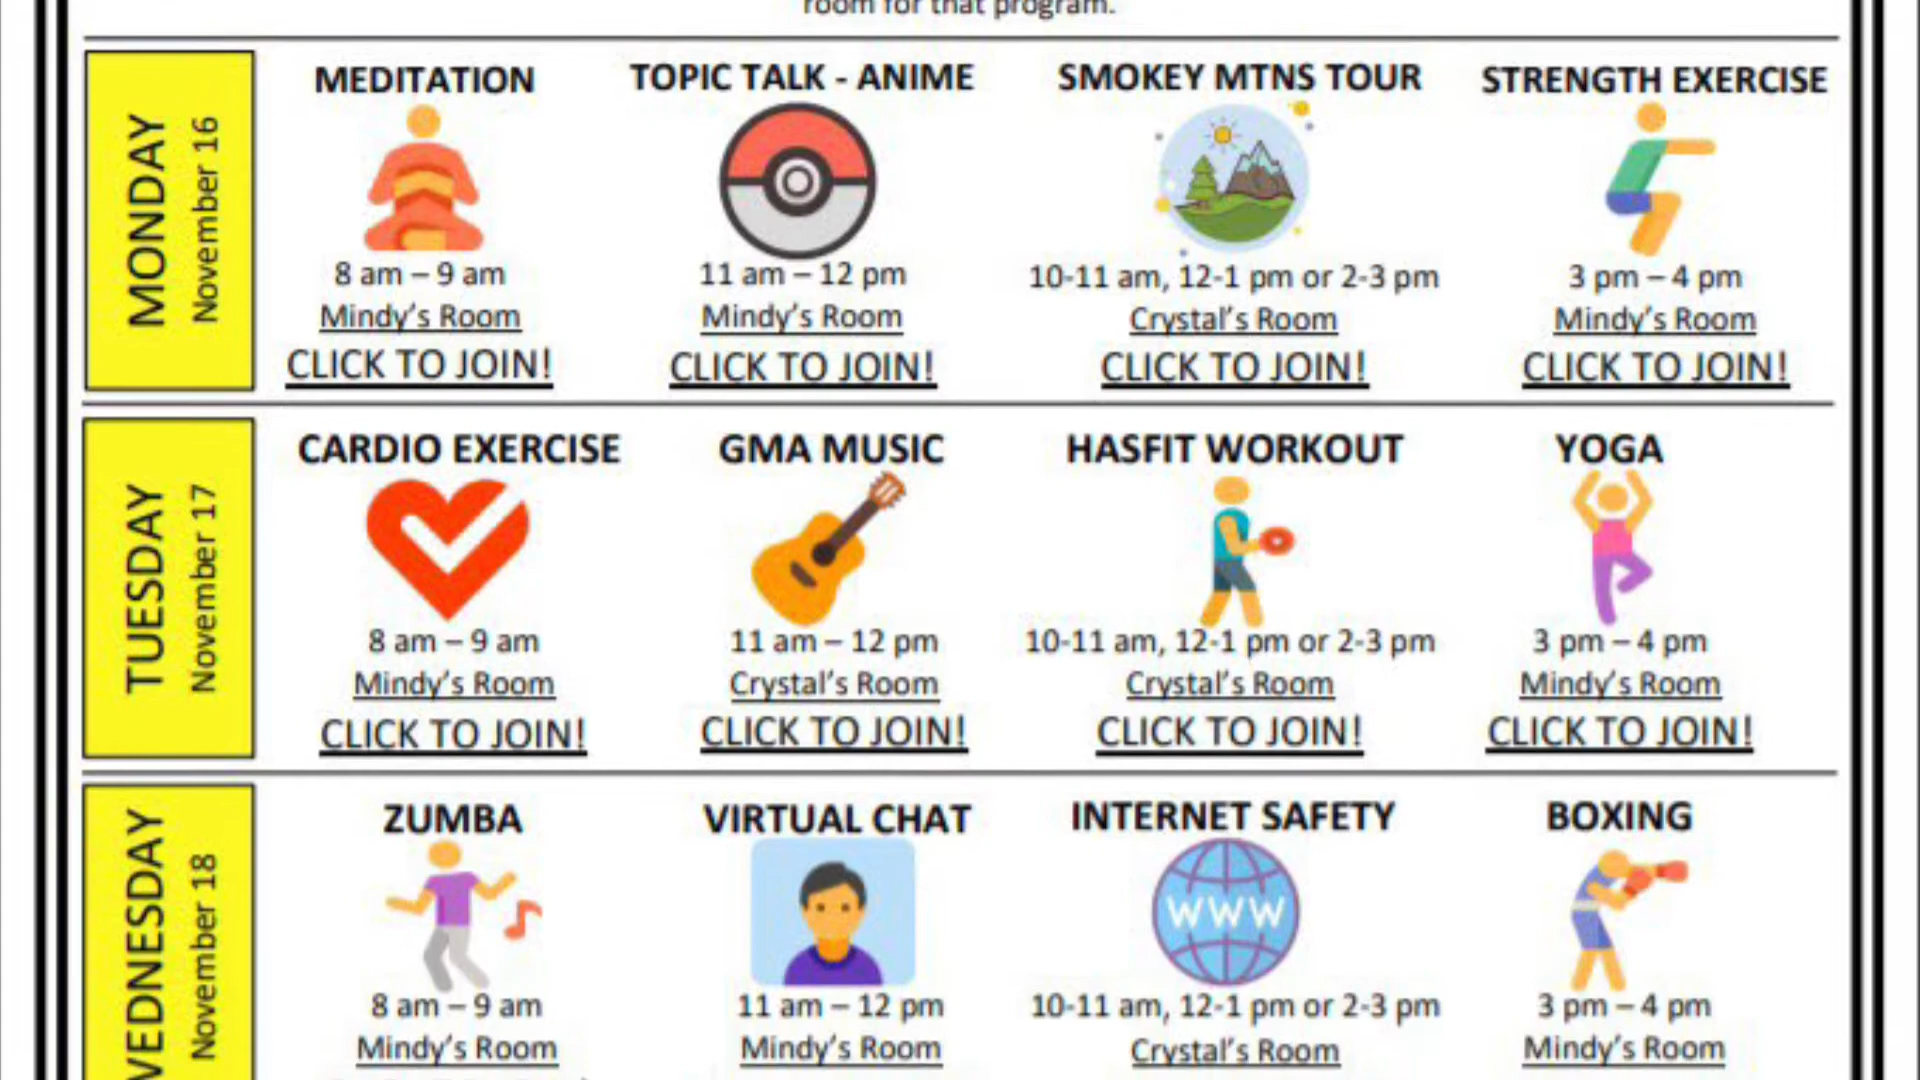 room for that program.
MONDAY
November 16
MEDITATION
8 am – 9 am
Mindy's Room
CLICK TO JOIN!
TOPIC TALK - ANIME
11 am – 12 pm
Mindy's Room
CLICK TO JOIN!
SMOKEY MTNS TOUR
10-11 am, 12-1 pm or 2-3 pm
Crystal's Room
CLICK TO JOIN!
STRENGTH EXERCISE
3 pm – 4 pm
Mindy's Room
CLICK TO JOIN!
TUESDAY
November 17
CARDIO EXERCISE
8 am – 9 am
Mindy's Room
CLICK TO JOIN!
GMA MUSIC
11 am – 12 pm
Crystal's Room
CLICK TO JOIN!
HASFIT WORKOUT
10-11 am, 12-1 pm or 2-3 pm
Crystal's Room
CLICK TO JOIN!
YOGA
3 pm – 4 pm
Mindy's Room
CLICK TO JOIN!
WEDNESDAY
November 18
ZUMBA
8 am – 9 am
Mindy's Room
VIRTUAL CHAT
11 am – 12 pm
Mindy's Room
INTERNET SAFETY
WWW
10-11 am, 12-1 pm or 2-3 pm
Crystal's Room
BOXING
3 pm – 4 pm
Mindy's Room